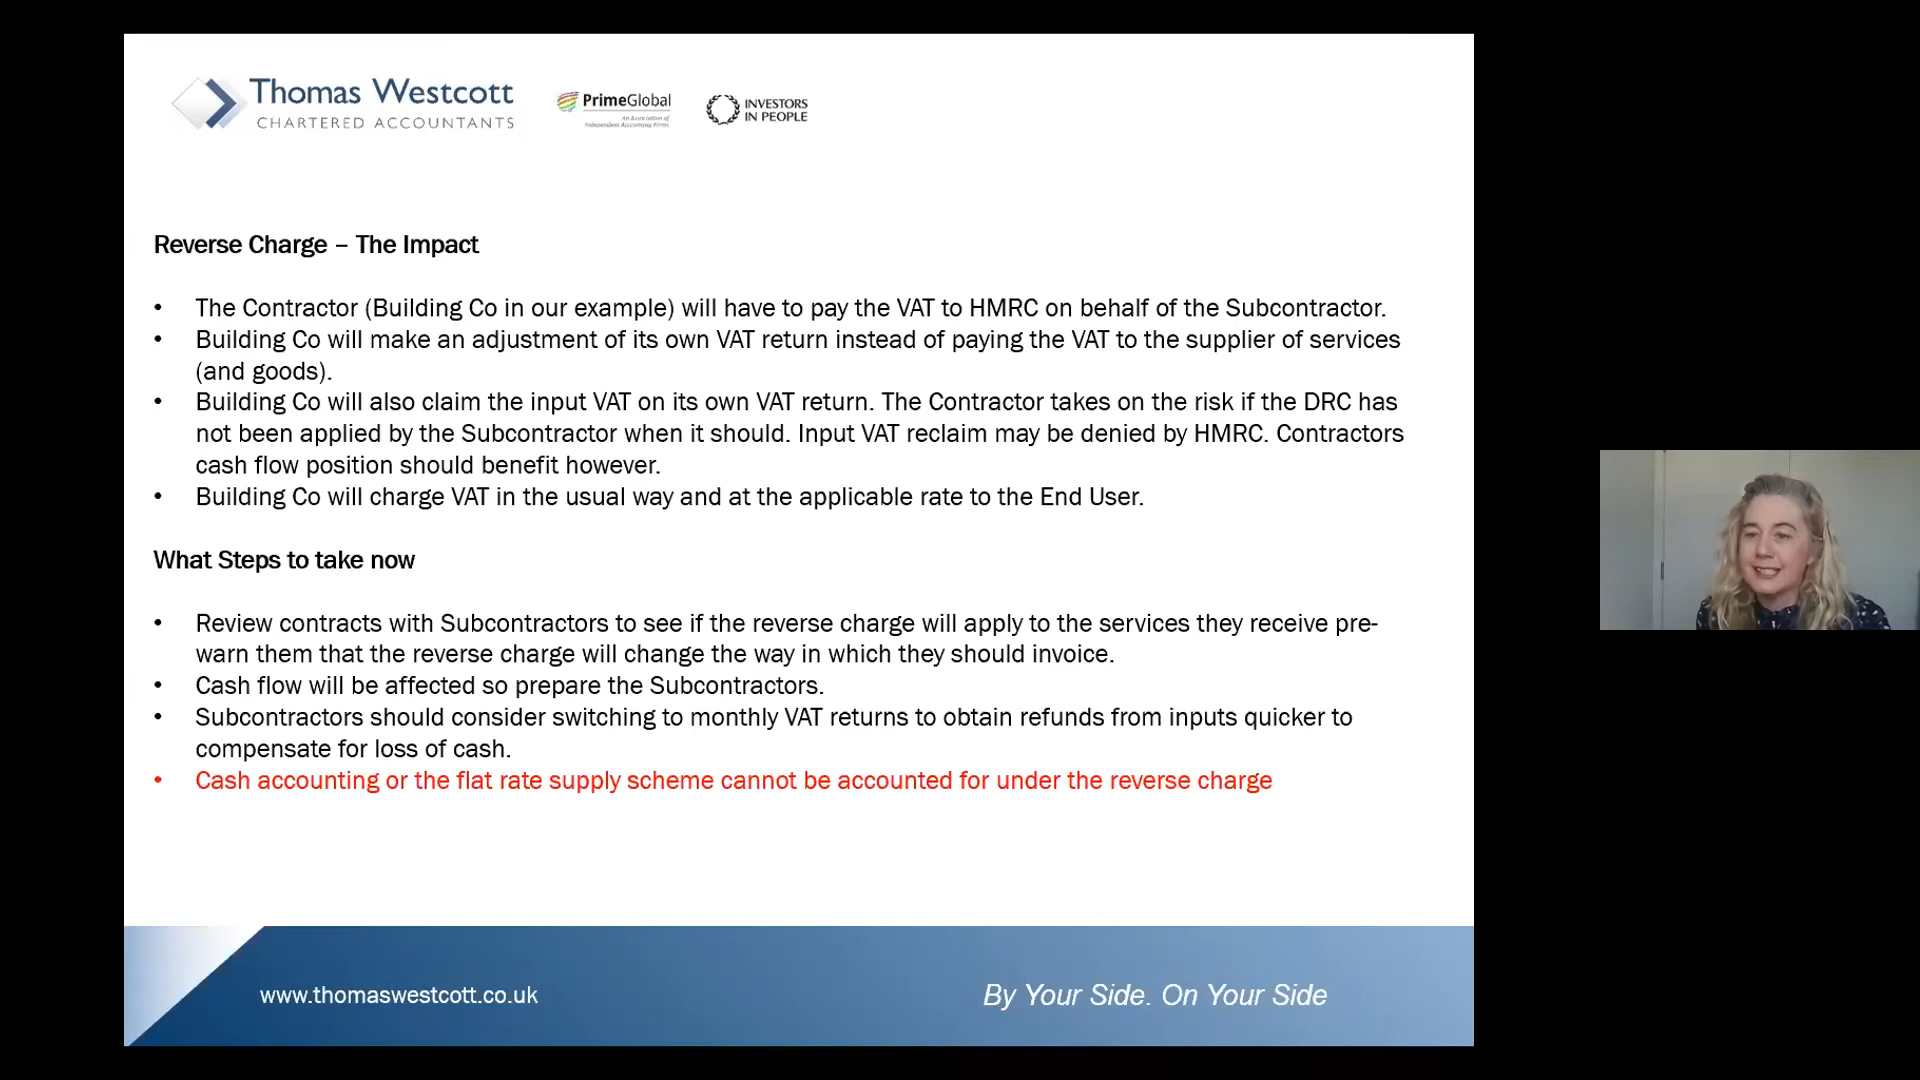 Thomas Westcott
CHARTERED ACCOUNTANTS
PrimeGlobal
An Association of
Independent Accounting Firms
INVESTORS
IN PEOPLE
Reverse Charge – The Impact
• The Contractor (Building Co in our example) will have to pay the VAT to HMRC on behalf of the Subcontractor.
• Building Co will make an adjustment of its own VAT return instead of paying the VAT to the supplier of services
(and goods).
• Building Co will also claim the input VAT on its own VAT return. The Contractor takes on the risk if the DRC has
not been applied by the Subcontractor when it should. Input VAT reclaim may be denied by HMRC. Contractors
cash flow position should benefit however.
• Building Co will charge VAT in the usual way and at the applicable rate to the End User.
What Steps to take now
• Review contracts with Subcontractors to see if the reverse charge will apply to the services they receive pre-
warn them that the reverse charge will change the way in which they should invoice.
• Cash flow will be affected so prepare the Subcontractors.
• Subcontractors should consider switching to monthly VAT returns to obtain refunds from inputs quicker to
compensate for loss of cash.
• Cash accounting or the flat rate supply scheme cannot be accounted for under the reverse charge
www.thomaswestcott.co.uk
By Your Side. On Your Side